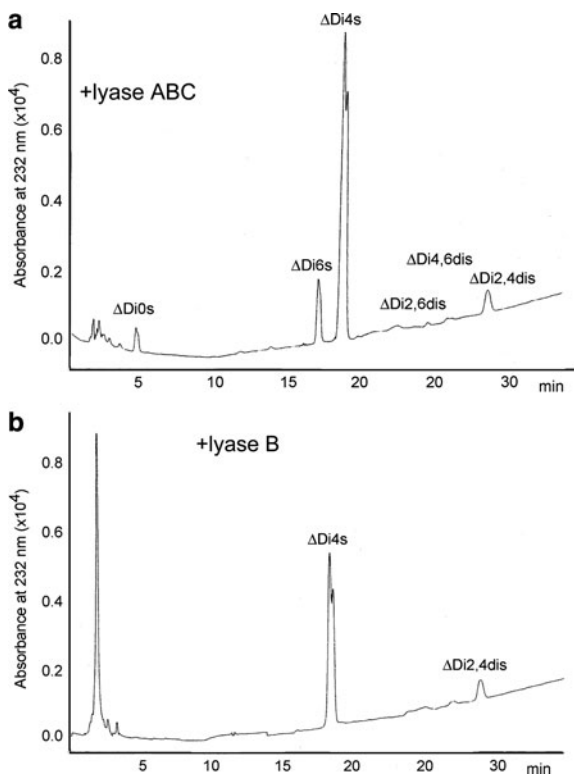 a
+lyase ABC
ΔDi4s
ΔDi6s
ΔDi0s
ΔDi4,6dis
ΔDi2,6dis
ΔDi2,4dis
Absorbance at 232 nm (x10⁴)
0.8
0.6
0.4
0.2
0.0
5 10 15 20 20 30 min
b
+lyase B
ΔDi4s
ΔDi2,4dis
Absorbance at 232 nm (x10⁴)
0.8
0.6
0.4
0.2
0.0
5 10 15 20 20 30 min